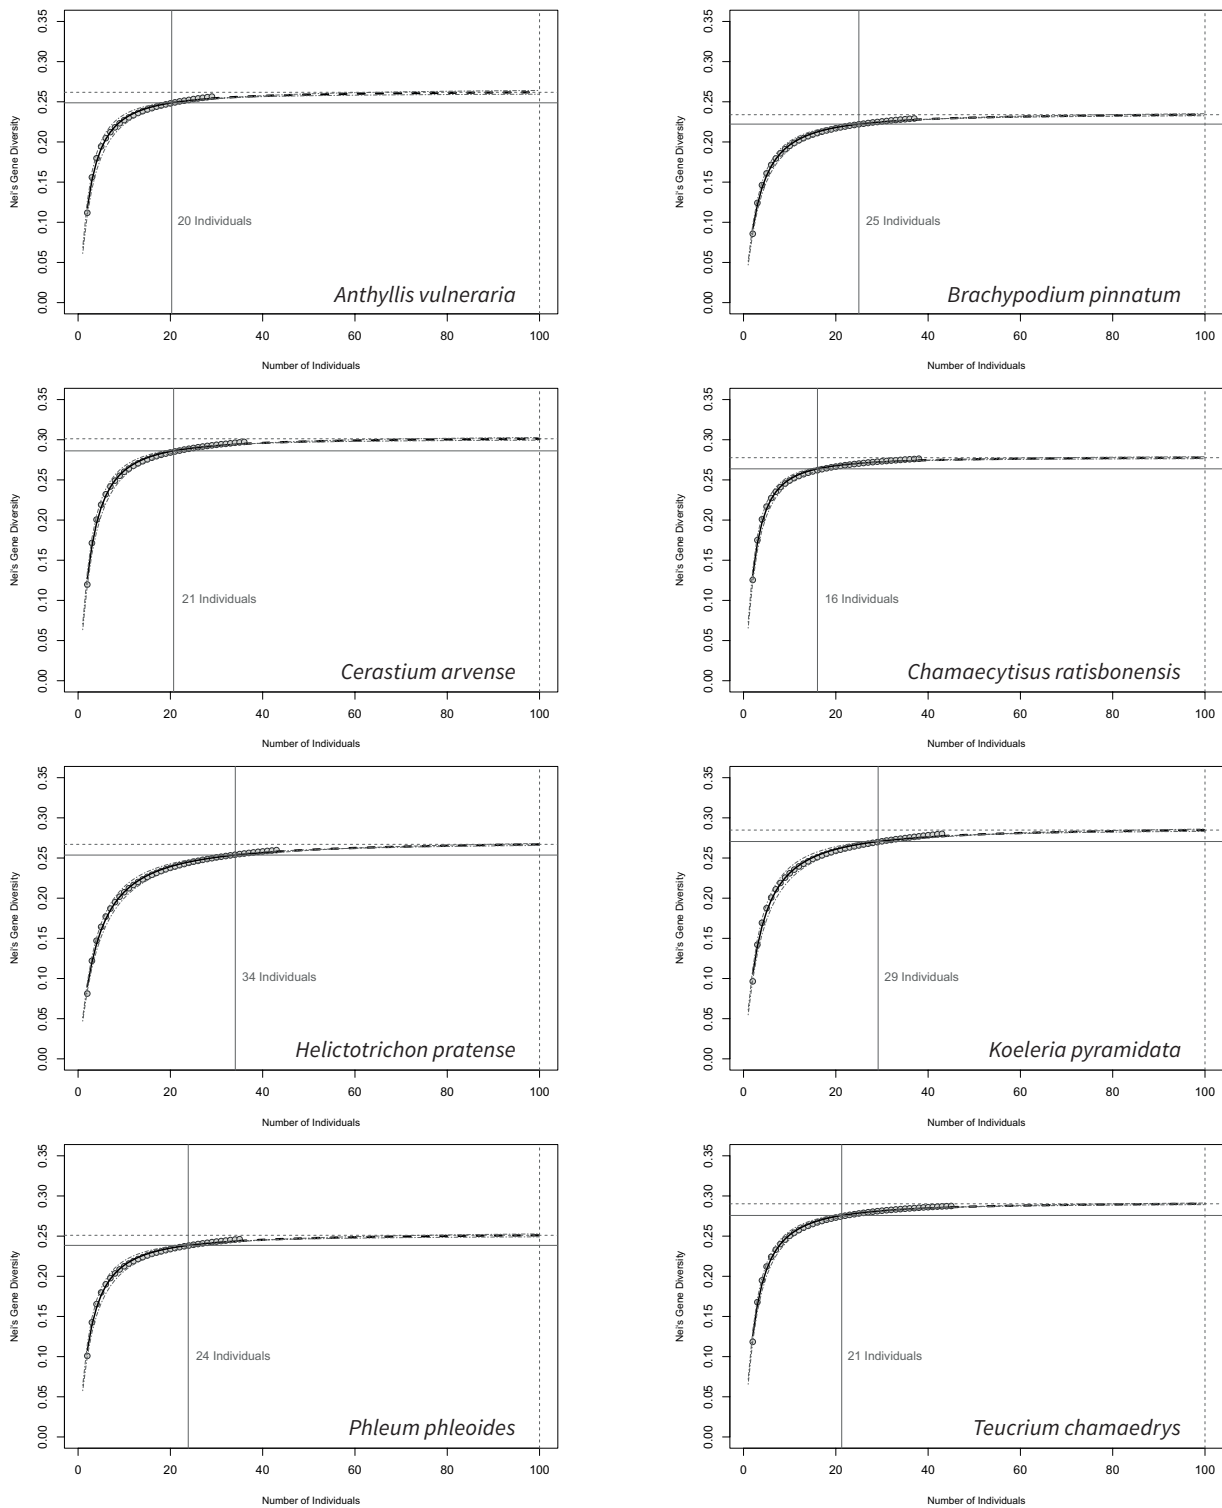 Nei's Gene Diversity
0.00 0.05 0.10 0.15 0.20 0.25 0.30 0.35
20 Individuals
Anthyllis vulneraria
0 20 40 60 80 100
Number of Individuals
Nei's Gene Diversity
0.00 0.05 0.10 0.15 0.20 0.25 0.30 0.35
25 Individuals
Brachypodium pinnatum
0 20 40 60 80 100
Number of Individuals
Nei's Gene Diversity
0.00 0.05 0.10 0.15 0.20 0.25 0.30 0.35
21 Individuals
Cerastium arvense
0 20 40 60 80 100
Number of Individuals
Nei's Gene Diversity
0.00 0.05 0.10 0.15 0.20 0.25 0.30 0.35
16 Individuals
Chamaecytisus ratisbonensis
0 20 40 60 80 100
Number of Individuals
Nei's Gene Diversity
0.00 0.05 0.10 0.15 0.20 0.25 0.30 0.35
34 Individuals
Helictotrichon pratense
0 20 40 60 80 100
Number of Individuals
Nei's Gene Diversity
0.00 0.05 0.10 0.15 0.20 0.25 0.30 0.35
29 Individuals
Koeleria pyramidata
0 20 40 60 80 100
Number of Individuals
Nei's Gene Diversity
0.00 0.05 0.10 0.15 0.20 0.25 0.30 0.35
24 Individuals
Phleum phleoides
0 20 40 60 80 100
Number of Individuals
Nei's Gene Diversity
0.00 0.05 0.10 0.15 0.20 0.25 0.30 0.35
21 Individuals
Teucrium chamaedrys
0 20 40 60 80 100
Number of Individuals